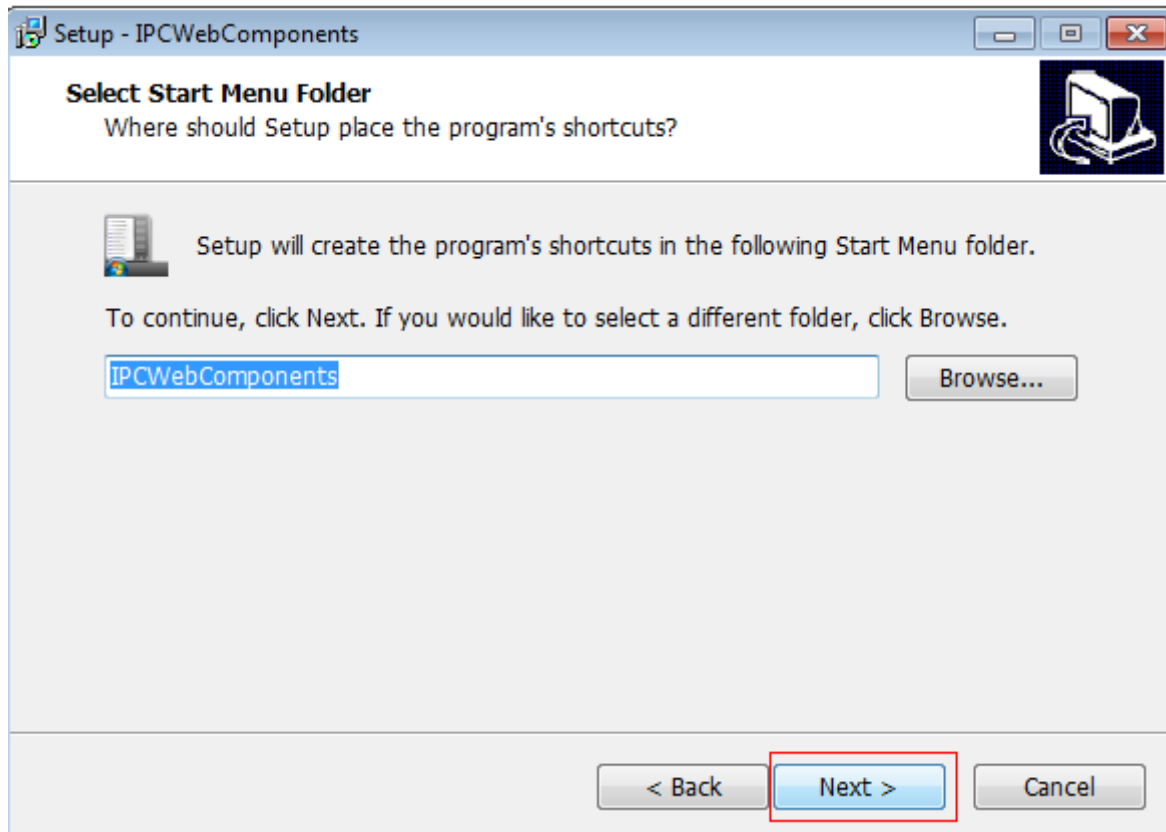 Setup - IPCWebComponents
Select Start Menu Folder
Where should Setup place the program's shortcuts?
Setup will create the program's shortcuts in the following Start Menu folder.
To continue, click Next. If you would like to select a different folder, click Browse.
IPCWebComponents
Browse...
< Back
Next >
Cancel